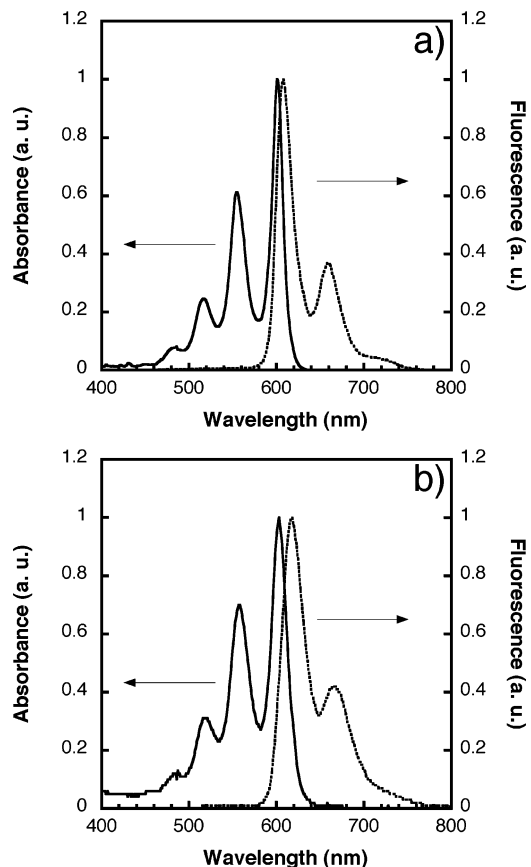 a)
1.2 1.2
1 1
0.8 0.8
0.6 0.6
0.4 0.4
0.2 0.2
0 0
400 500 600 700 800
Absorbance (a. u.)
Fluorescence (a. u.)
Wavelength (nm)
b)
1.2 1.2
1 1
0.8 0.8
0.6 0.6
0.4 0.4
0.2 0.2
0 0
400 500 600 700 800
Absorbance (a. u.)
Fluorescence (a. u.)
Wavelength (nm)